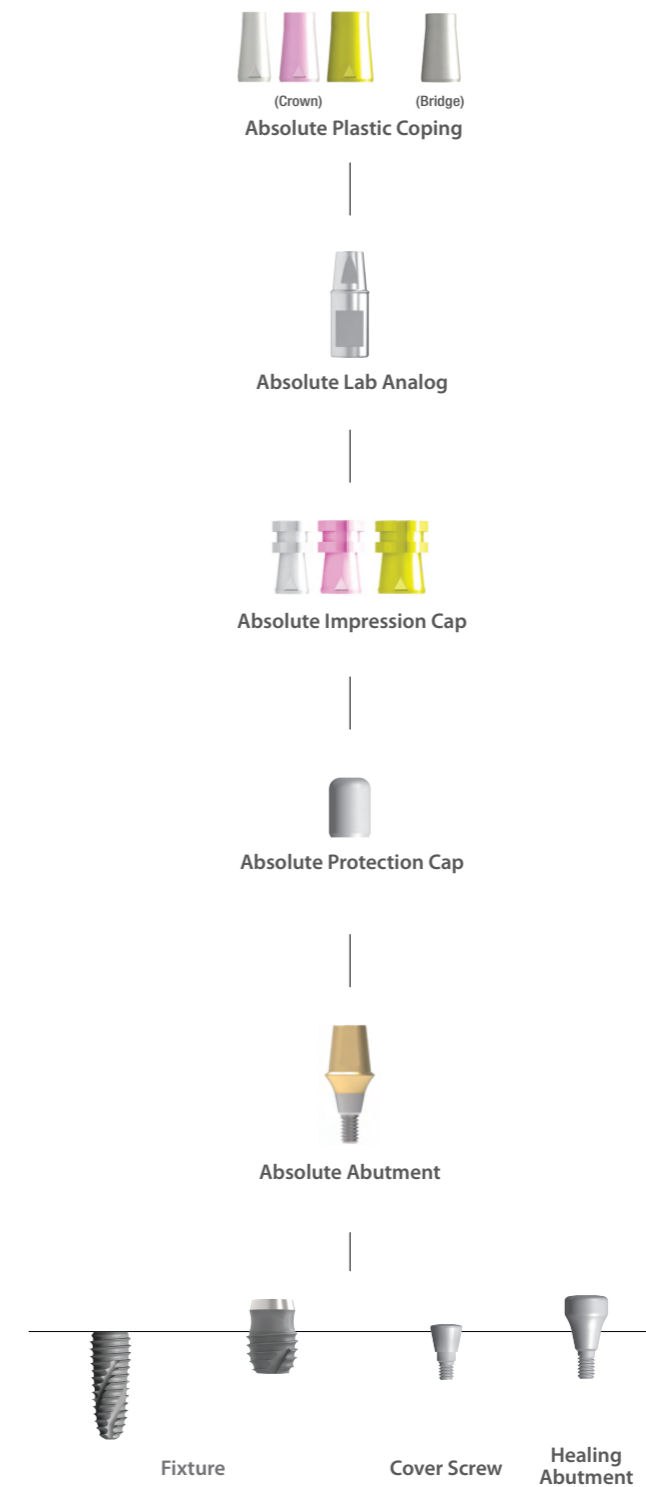 (Crown) (Bridge)
Absolute Plastic Coping
Absolute Lab Analog
Absolute Impression Cap
Absolute Protection Cap
Absolute Abutment
Fixture
Cover Screw
Healing
Abutment